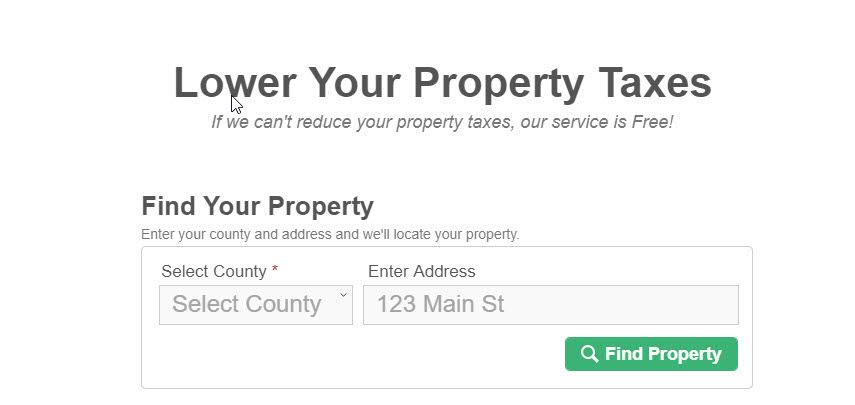 Lower Your Property Taxes
If we can't reduce your property taxes, our service is Free!
Find Your Property
Enter your county and address and we'll locate your property.
Select County * Enter Address
Select County 123 Main St
Find Property